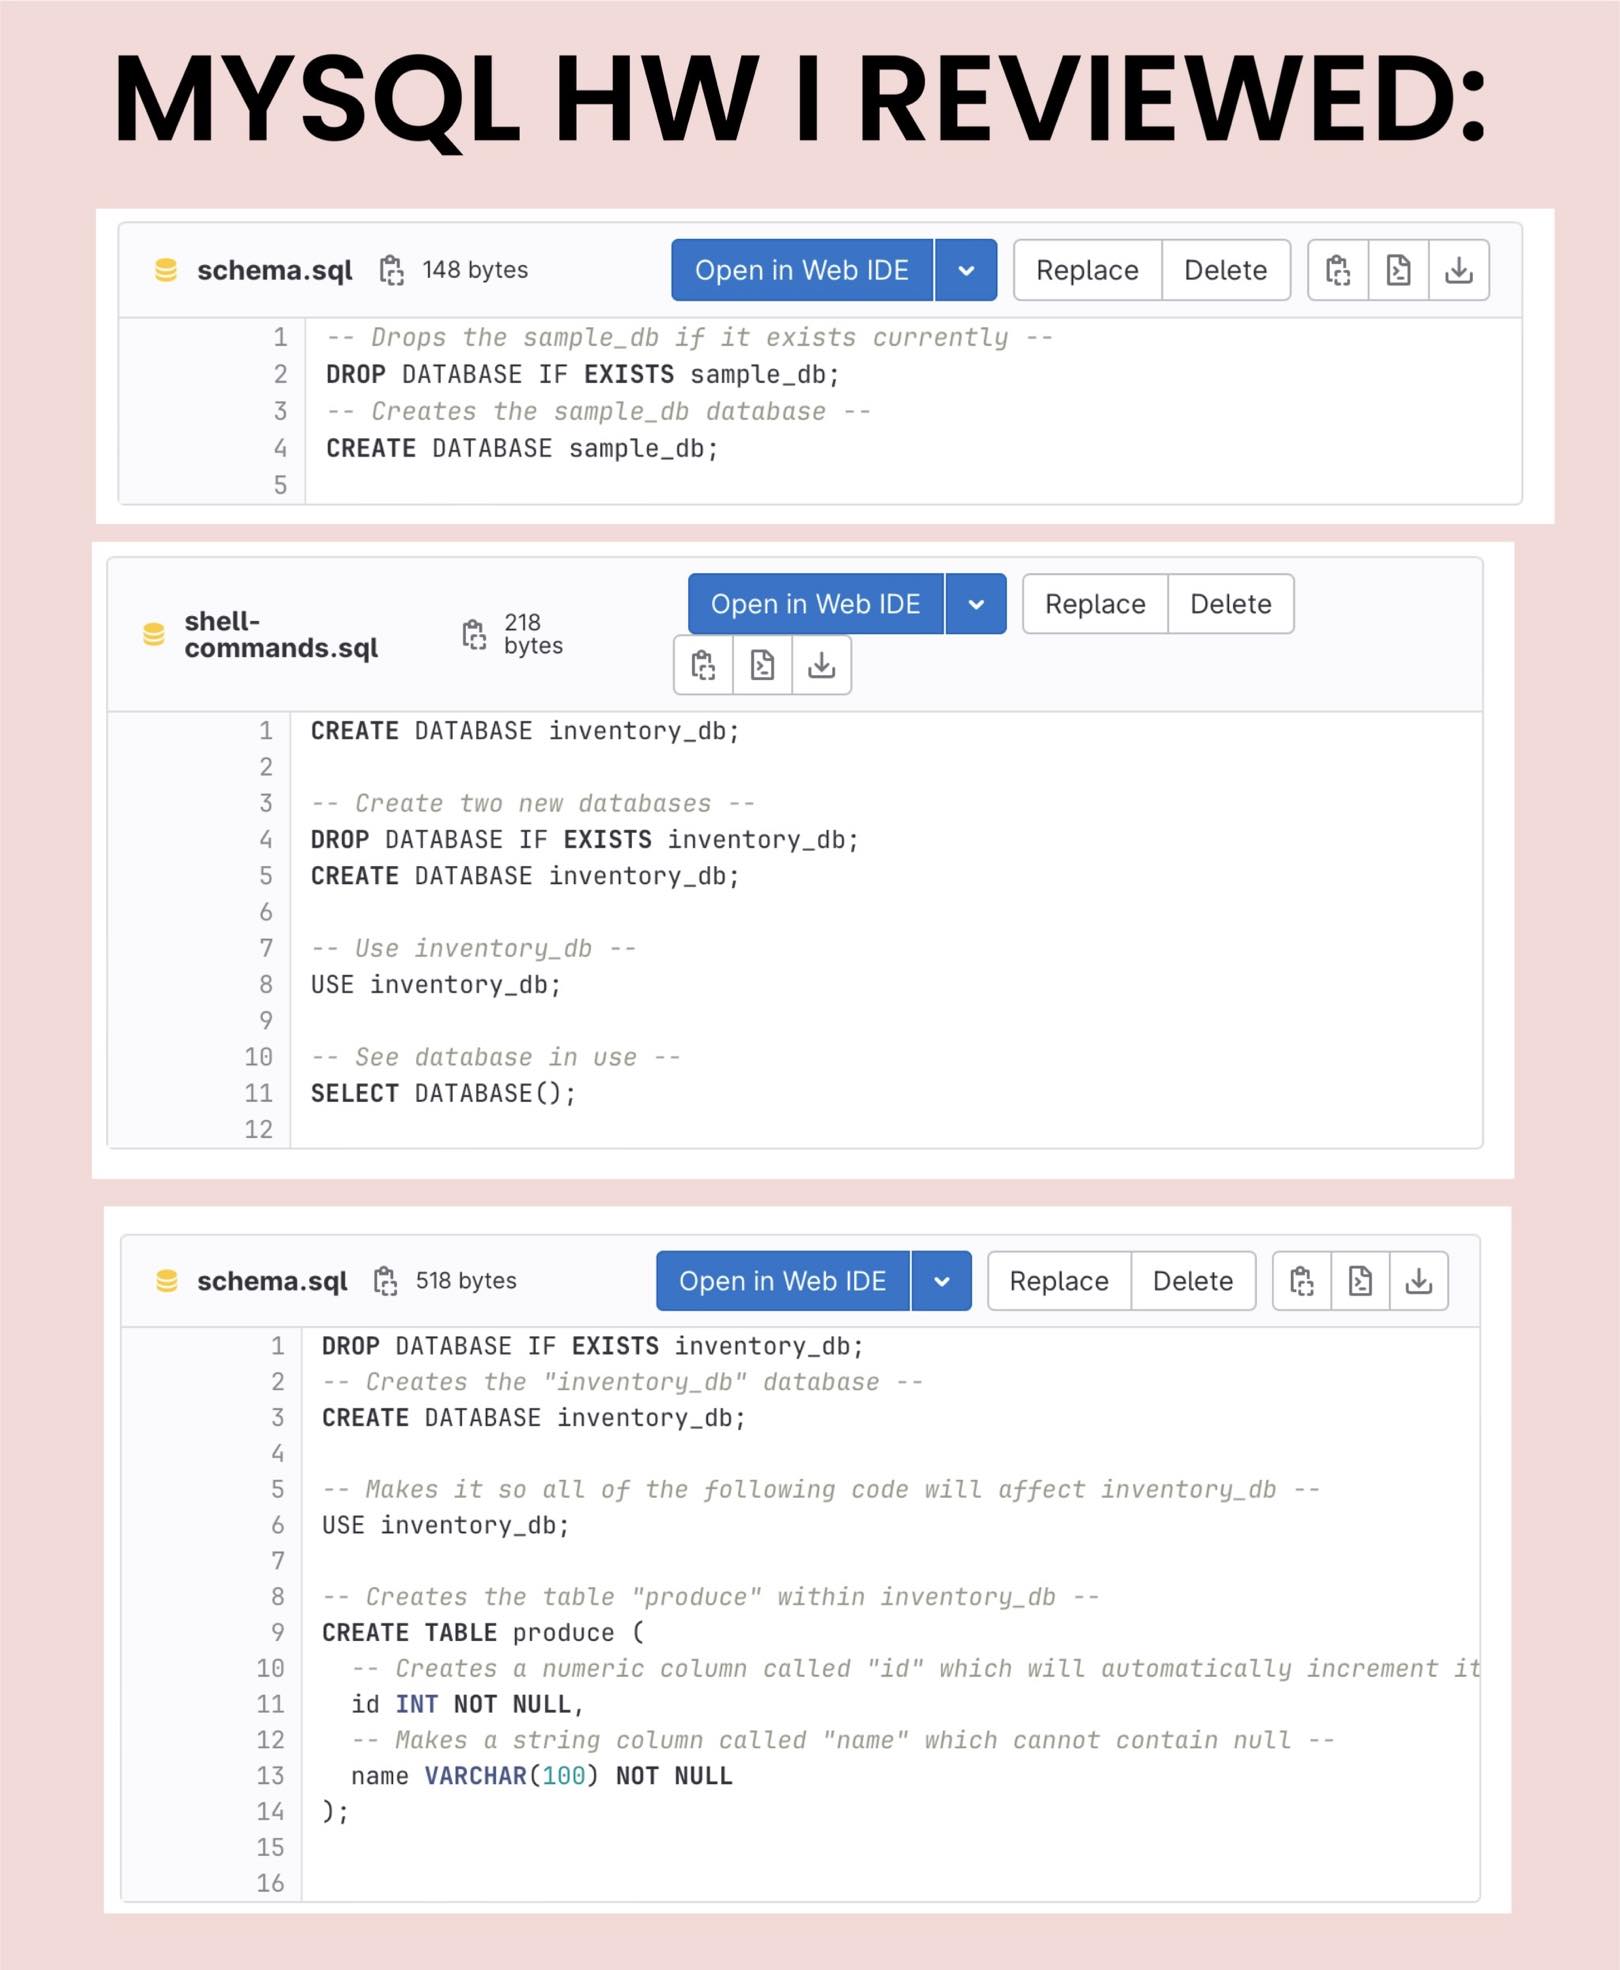 MYSQL HW I REVIEWED:
schema.sql 148 bytes Open in Web IDE Replace Delete
1 -- Drops the sample_db if it exists currently --
2 DROP DATABASE IF EXISTS sample_db;
3 -- Creates the sample_db database --
4 CREATE DATABASE sample_db;
5
shell-
commands.sql
218
bytes
Open in Web IDE Replace Delete
1 CREATE DATABASE inventory_db;
2
3 -- Create two new databases --
4 DROP DATABASE IF EXISTS inventory_db;
5 CREATE DATABASE inventory_db;
6
7 -- Use inventory_db --
8 USE inventory_db;
9
10 -- See database in use --
11 SELECT DATABASE();
12
schema.sql 518 bytes Open in Web IDE Replace Delete
1 DROP DATABASE IF EXISTS inventory_db;
2 -- Creates the "inventory_db" database --
3 CREATE DATABASE inventory_db;
4
5 -- Makes it so all of the following code will affect inventory_db --
6 USE inventory_db;
7
8 -- Creates the table "produce" within inventory_db --
9 CREATE TABLE produce (
10   -- Creates a numeric column called "id" which will automatically increment it
11   id INT NOT NULL,
12   -- Makes a string column called "name" which cannot contain null --
13   name VARCHAR(100) NOT NULL
14 );
15
16